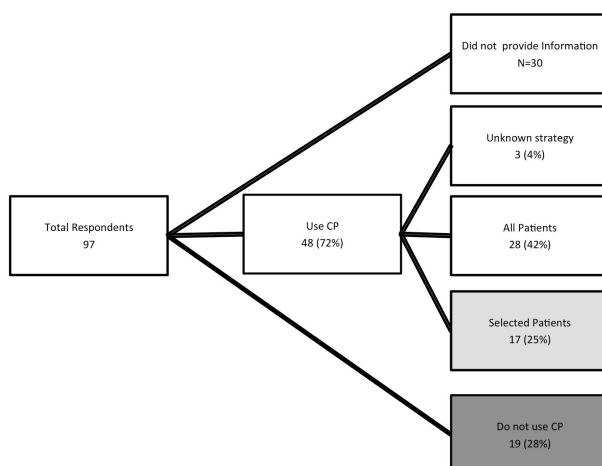 Did not provide Information
N=30
Unknown strategy
3 (4%)
Total Respondents
97
Use CP
48 (72%)
All Patients
28 (42%)
Selected Patients
17 (25%)
Do not use CP
19 (28%)